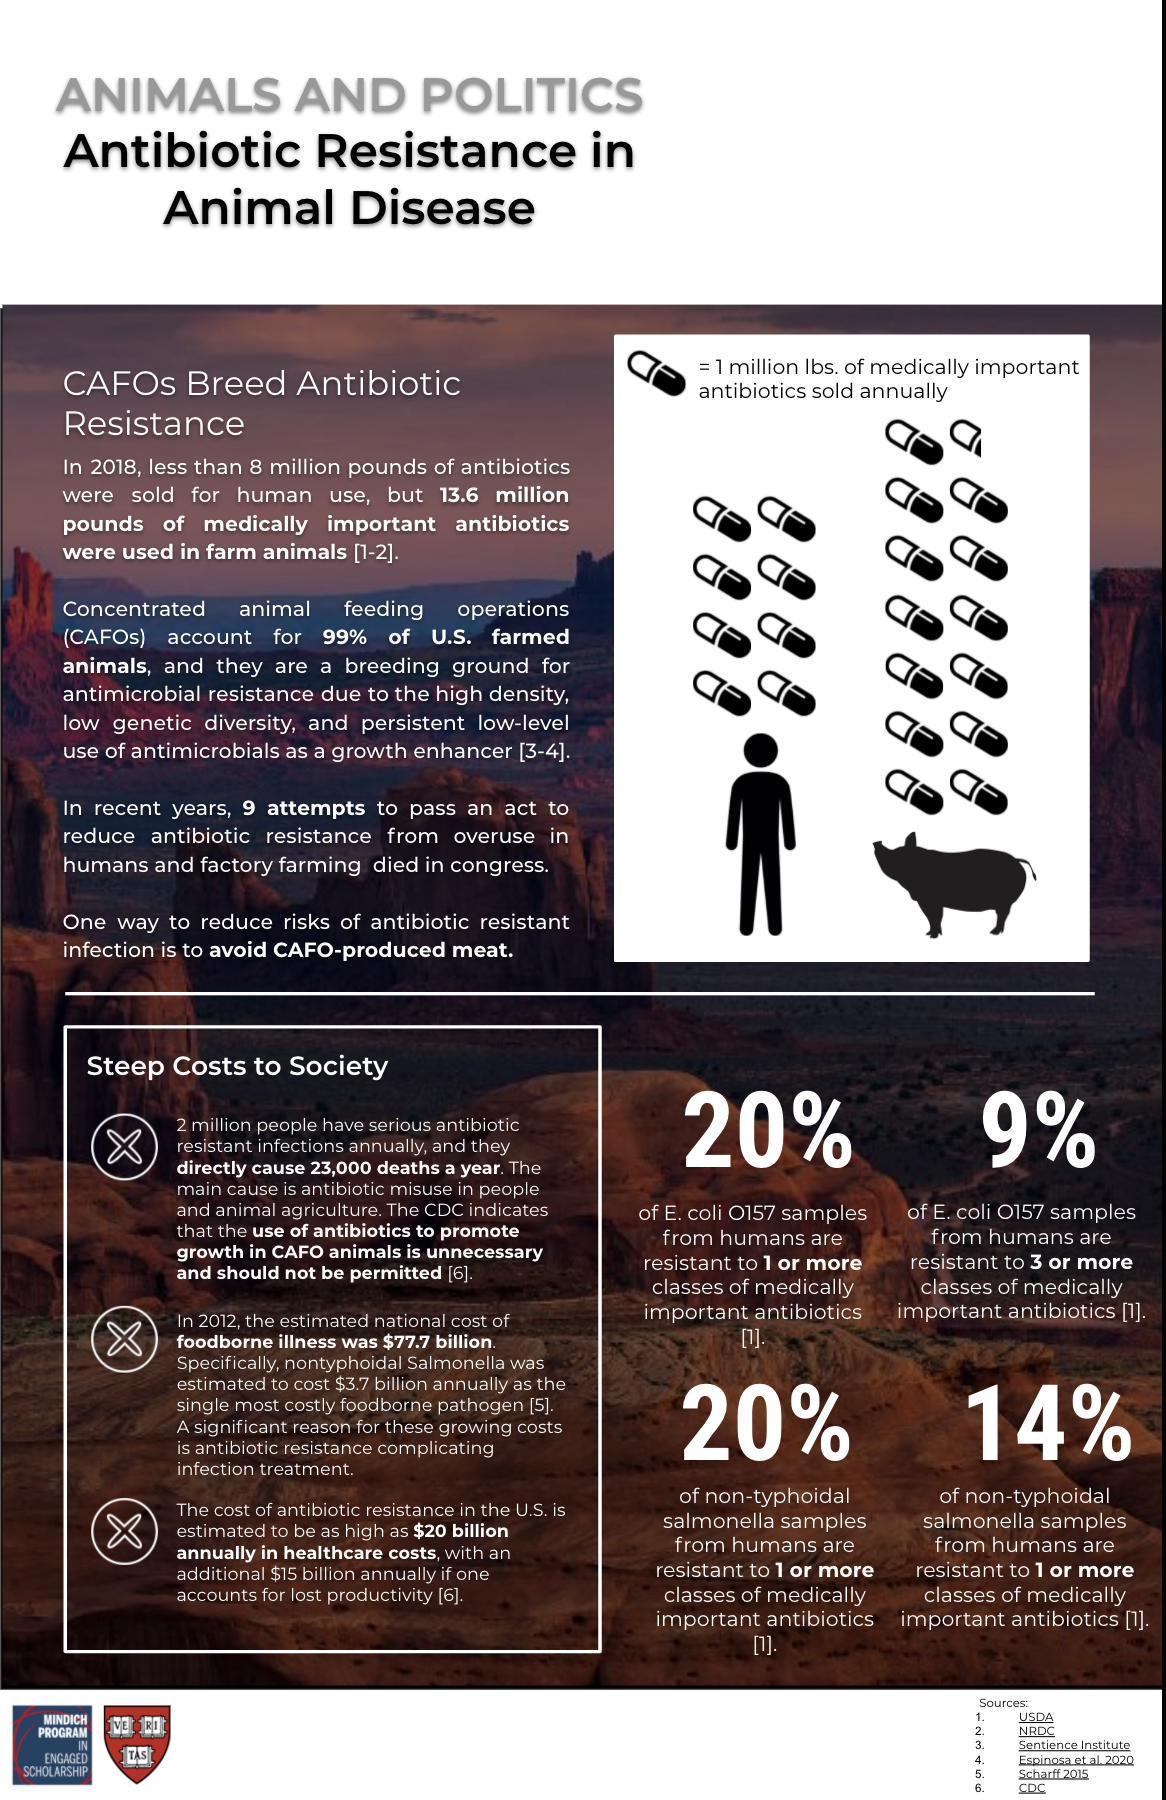 ANIMALS AND POLITICS
Antibiotic Resistance in
Animal Disease
CAFOs Breed Antibiotic
Resistance
In 2018, less than 8 million pounds of antibiotics
were sold for human use, but 13.6 million
pounds of medically important antibiotics
were used in farm animals [1-2].
Concentrated animal feeding operations
(CAFOs) account for 99% of U.S. farmed
animals, and they are a breeding ground for
antimicrobial resistance due to the high density,
low genetic diversity, and persistent low-level
use of antimicrobials as a growth enhancer [3-4].
In recent years, 9 attempts to pass an act to
reduce antibiotic resistance from overuse in
humans and factory farming died in congress.
One way to reduce risks of antibiotic resistant
infection is to avoid CAFO-produced meat.
= 1 million lbs. of medically important
antibiotics sold annually
Steep Costs to Society
2 million people have serious antibiotic
resistant infections annually, and they
directly cause 23,000 deaths a year. The
main cause is antibiotic misuse in people
and animal agriculture. The CDC indicates
that the use of antibiotics to promote
growth in CAFO animals is unnecessary
and should not be permitted [6].
In 2012, the estimated national cost of
foodborne illness was $77.7 billion.
Specifically, nontyphoidal Salmonella was
estimated to cost $3.7 billion annually as the
single most costly foodborne pathogen [5].
A significant reason for these growing costs
is antibiotic resistance complicating
infection treatment.
The cost of antibiotic resistance in the U.S. is
estimated to be as high as $20 billion
annually in healthcare costs, with an
additional $15 billion annually if one
accounts for lost productivity [6].
20%
of E. coli O157 samples
from humans are
resistant to 1 or more
classes of medically
important antibiotics
[1].
9%
of E. coli O157 samples
from humans are
resistant to 3 or more
classes of medically
important antibiotics [1].
20%
of non-typhoidal
salmonella samples
from humans are
resistant to 1 or more
classes of medically
important antibiotics
[1].
14%
of non-typhoidal
salmonella samples
from humans are
resistant to 1 or more
classes of medically
important antibiotics [1].
MINDICH
PROGRAM
IN
ENGAGED
SCHOLARSHIP
VE RI
TAS
Sources:
1. USDA
2. NRDC
3. Sentience Institute
4. Espinosa et al. 2020
5. Scharff 2015
6. CDC